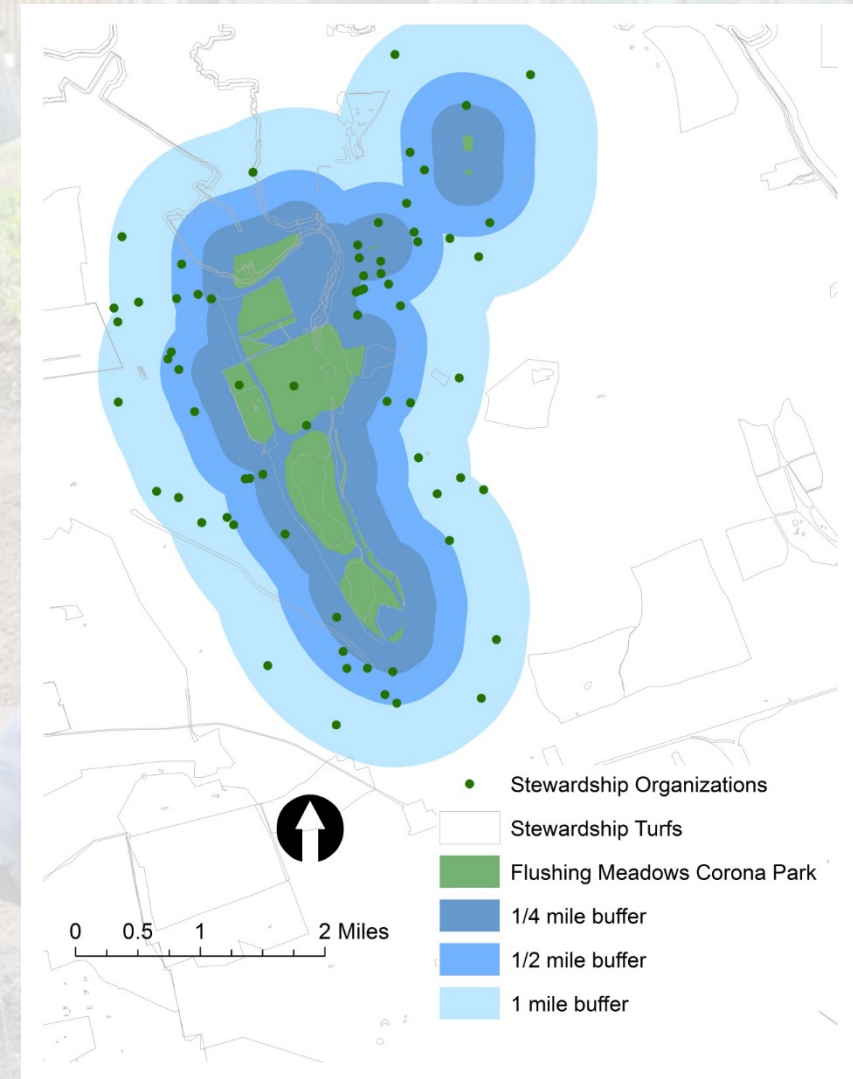 Stewardship Organizations
Stewardship Turfs
Flushing Meadows Corona Park
1/4 mile buffer
1/2 mile buffer
1 mile buffer
0 0.5 1 2 Miles